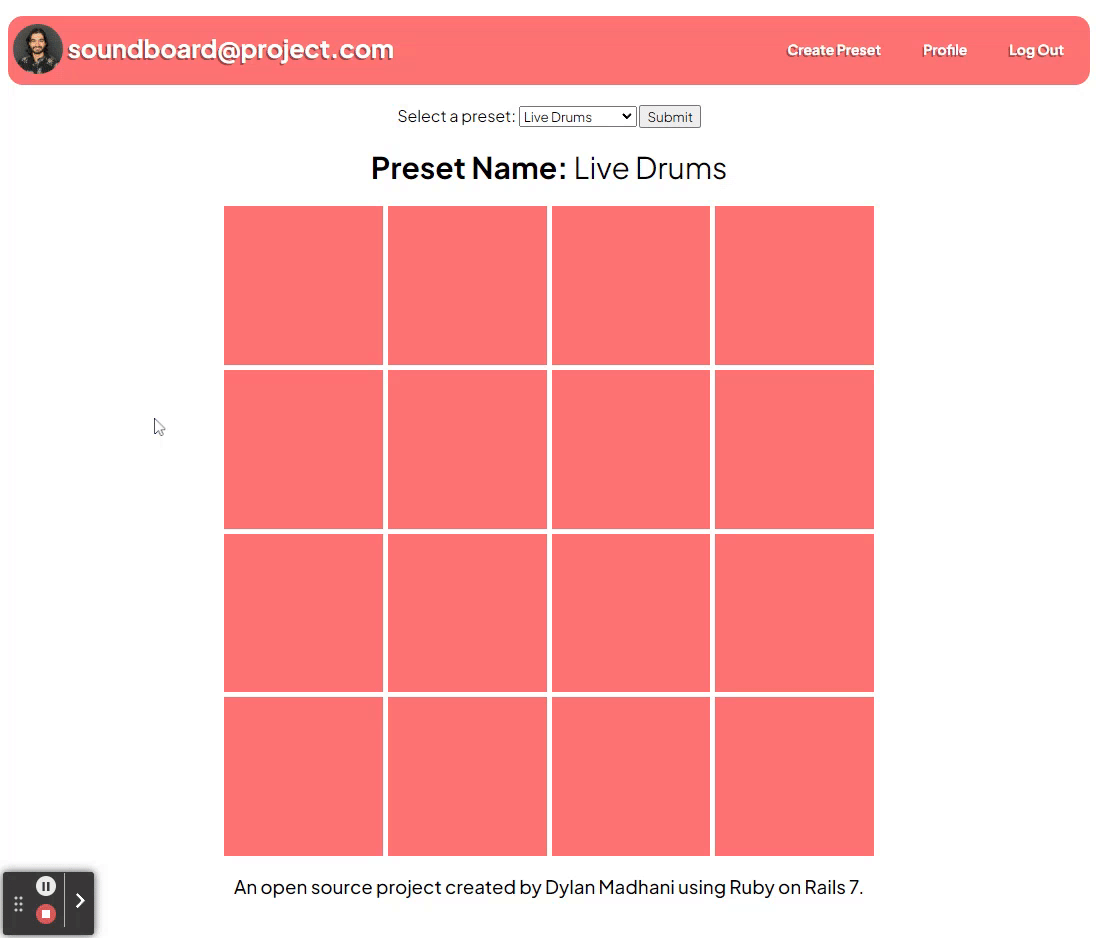 soundboard@project.com
Create Preset Profile Log Out
Select a preset: Live Drums Submit
Preset Name: Live Drums
An open source project created by Dylan Madhani using Ruby on Rails 7.